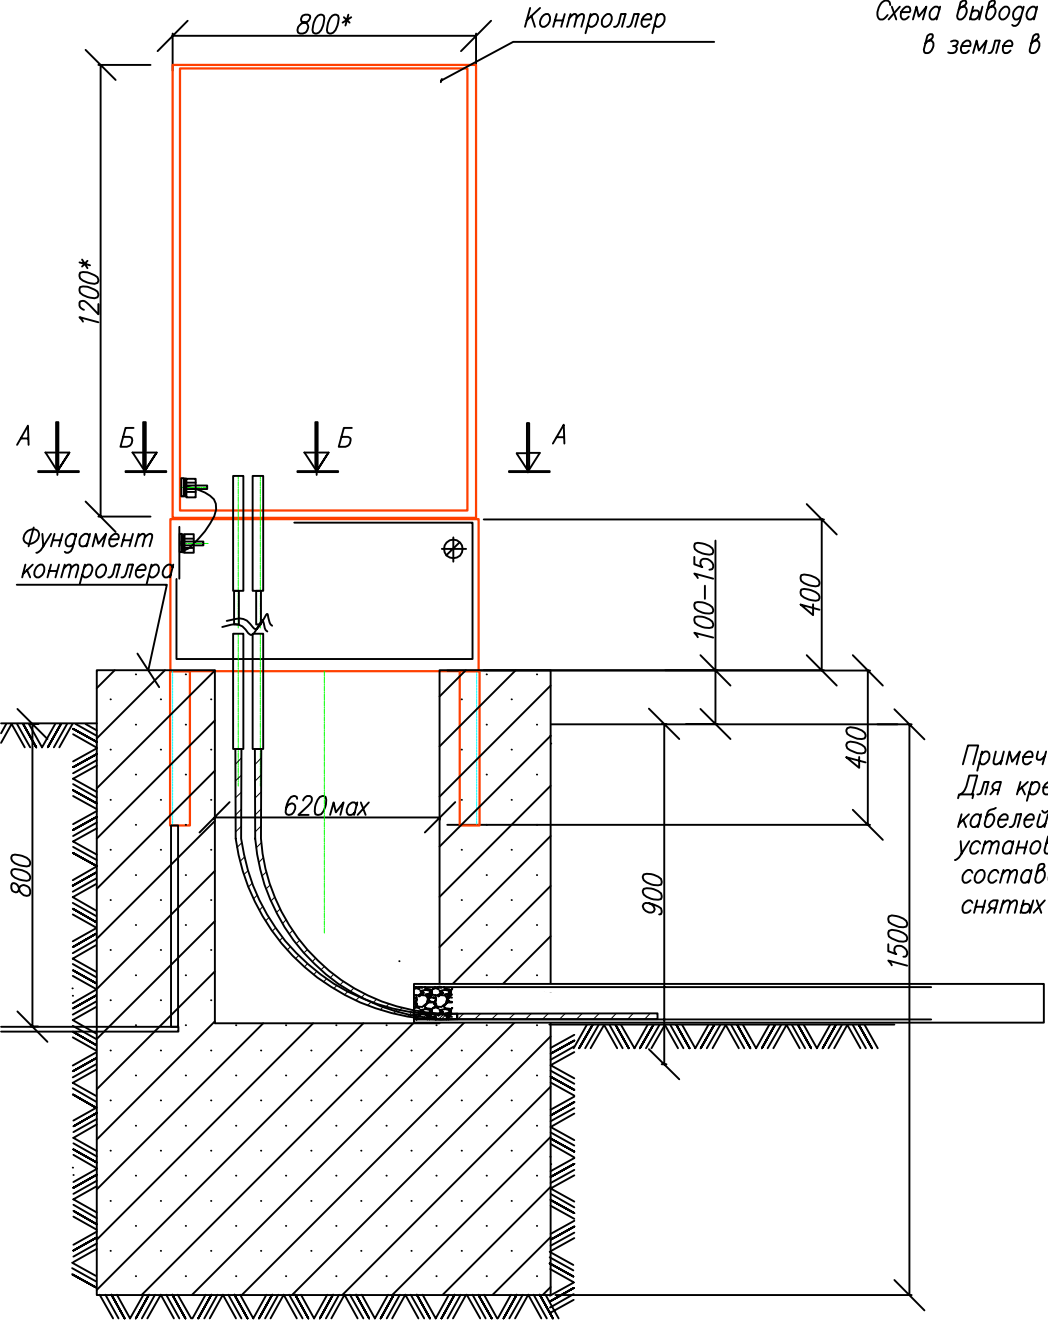 800*
Контроллер
Схема вывода
в земле в
1200*
А
Б
Б
А
Фундамент
контроллера
100–150
400
400
620мах
800
900
1500
Примеч
Для кре
кабелей
установ
состав
снятых